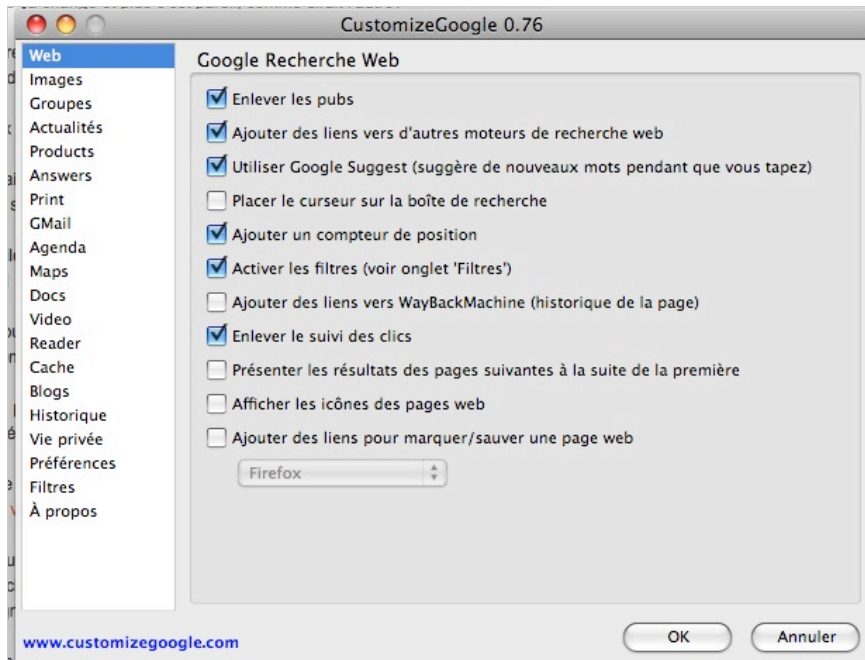 CustomizeGoogle 0.76
Web
Images
Groupes
Actualités
Products
Answers
Print
GMail
Agenda
Maps
Docs
Video
Reader
Cache
Blogs
Historique
Vie privée
Préférences
Filtres
À propos
Google Recherche Web
Enlever les pubs
Ajouter des liens vers d'autres moteurs de recherche web
Utiliser Google Suggest (suggère de nouveaux mots pendant que vous tapez)
Placer le curseur sur la boîte de recherche
Ajouter un compteur de position
Activer les filtres (voir onglet 'Filtres')
Ajouter des liens vers WayBackMachine (historique de la page)
Enlever le suivi des clics
Présenter les résultats des pages suivantes à la suite de la première
Afficher les icônes des pages web
Ajouter des liens pour marquer/sauver une page web
Firefox
www.customizegoogle.com
OK
Annuler